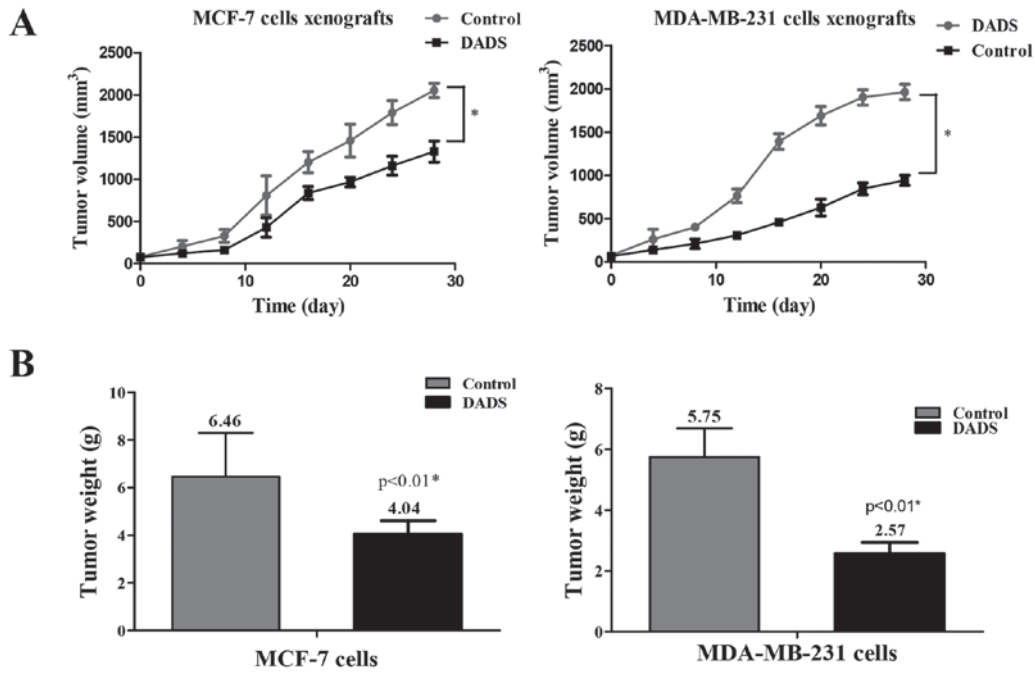 A
MCF-7 cells xenografts
Control
DADS
Tumor volume (mm³)
2500
2000
1500
1000
500
0
*
0 10 20 30
Time (day)
MDA-MB-231 cells xenografts
DADS
Control
Tumor volume (mm³)
2500
2000
1500
1000
500
0
*
0 10 20 30
Time (day)
B
Control
DADS
Tumor weight (g)
10
8
6
4
2
0
6.46
p<0.01*
4.04
MCF-7 cells
Control
DADS
Tumor weight (g)
8
6
4
2
0
5.75
p<0.01*
2.57
MDA-MB-231 cells